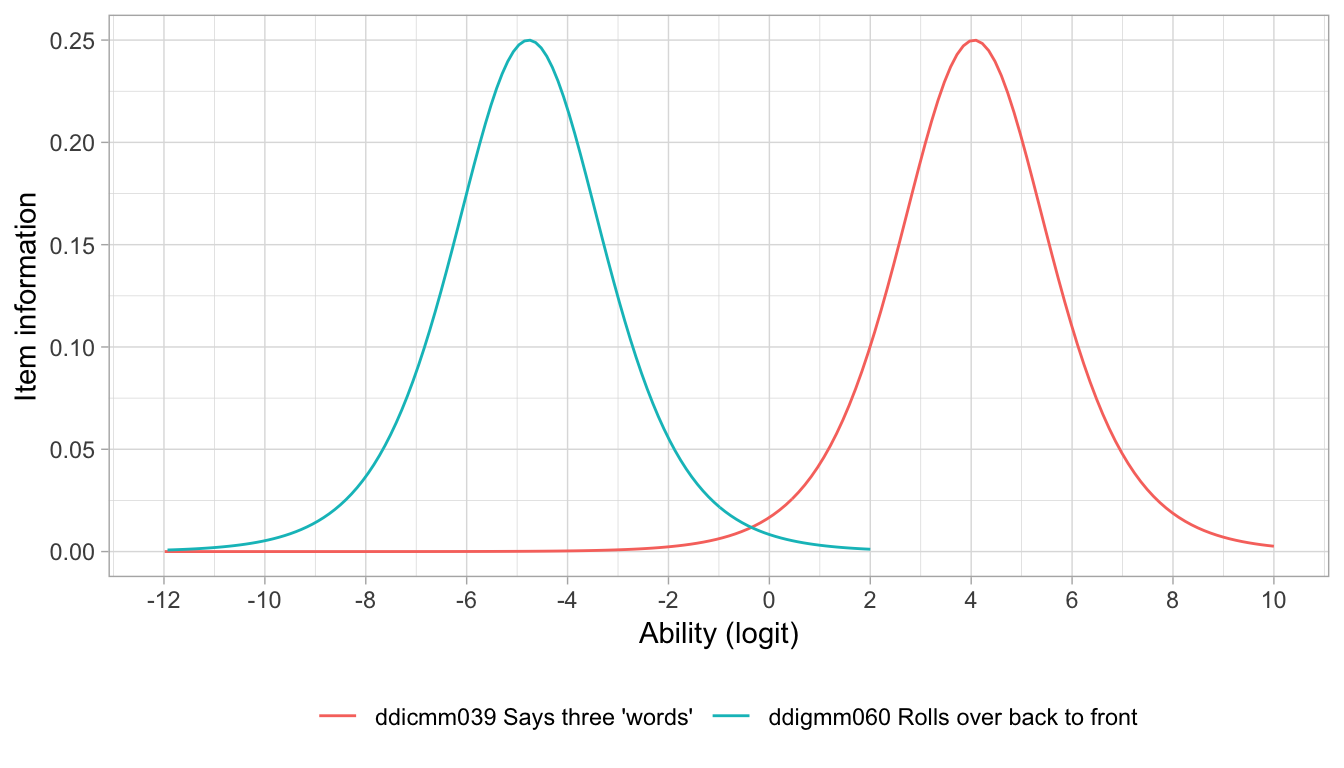 0.25
0.20
0.15
0.10
0.05
0.00
Item information
-12 -10 -8 -6 -4 -2 0 2 4 6 8 10
Ability (logit)
ddicmm039 Says three 'words' ddigmm060 Rolls over back to front